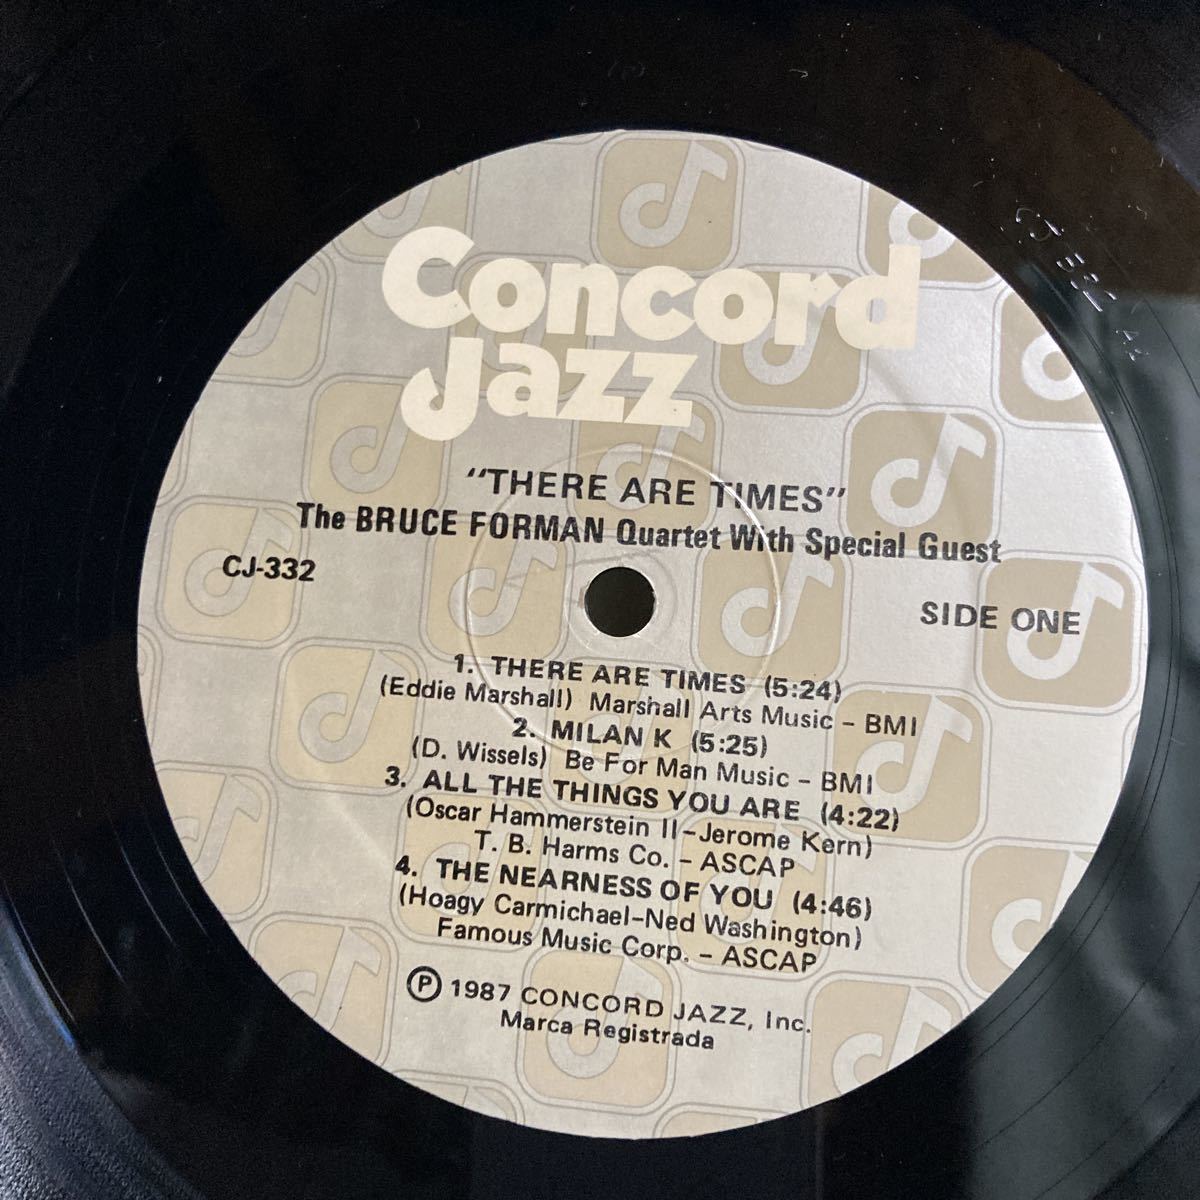 Concord
Jazz
"THERE ARE TIMES"
The BRUCE FORMAN Quartet With Special Guest
CJ-332
SIDE ONE
1. THERE ARE TIMES (5:24)
(Eddie Marshall) Marshall Arts Music - BMI
2. MILAN K (5:25)
(D. Wissels) Be For Man Music - BMI
3. ALL THE THINGS YOU ARE (4:22)
(Oscar Hammerstein II-Jerome Kern)
T. B. Harms Co. - ASCAP
4. THE NEARNESS OF YOU (4:46)
(Hoagy Carmichael-Ned Washington)
Famous Music Corp. - ASCAP
Ⓟ 1987 CONCORD JAZZ, Inc.
Marca Registrada
CJ 332